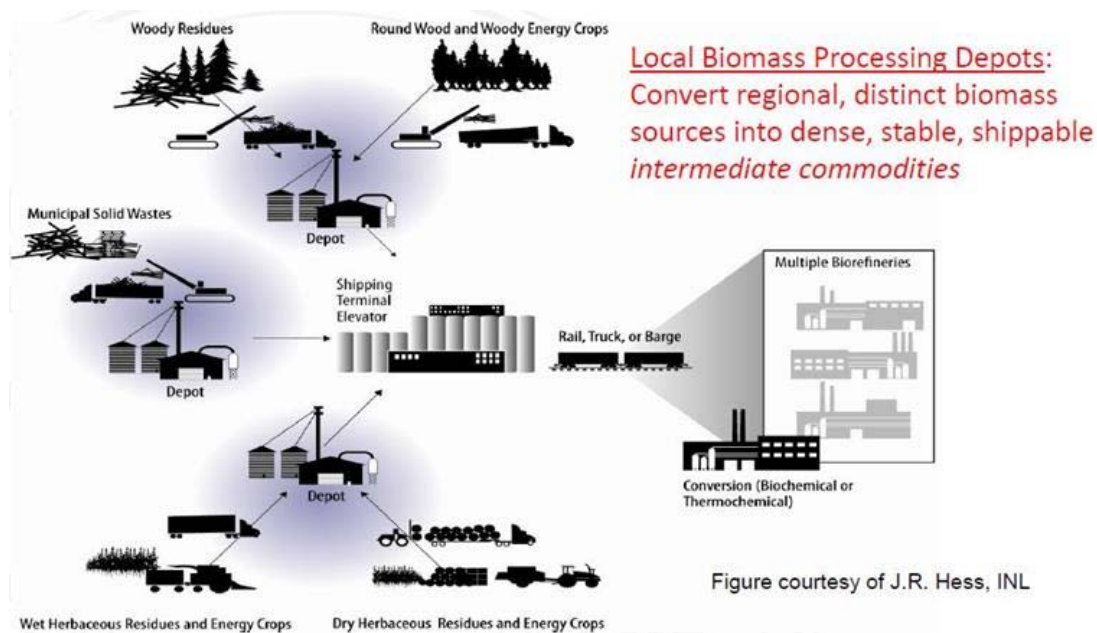 Woody Residues
Round Wood and Woody Energy Crops
Local Biomass Processing Depots:
Convert regional, distinct biomass
sources into dense, stable, shippable
intermediate commodities
Depot
Municipal Solid Wastes
Depot
Shipping
Terminal
Elevator
Rail, Truck, or Barge
Multiple Biorefineries
Conversion (Biochemical or
Thermochemical)
Depot
Figure courtesy of J.R. Hess, INL
Wet Herbaceous Residues and Energy Crops
Dry Herbaceous Residues and Energy Crops